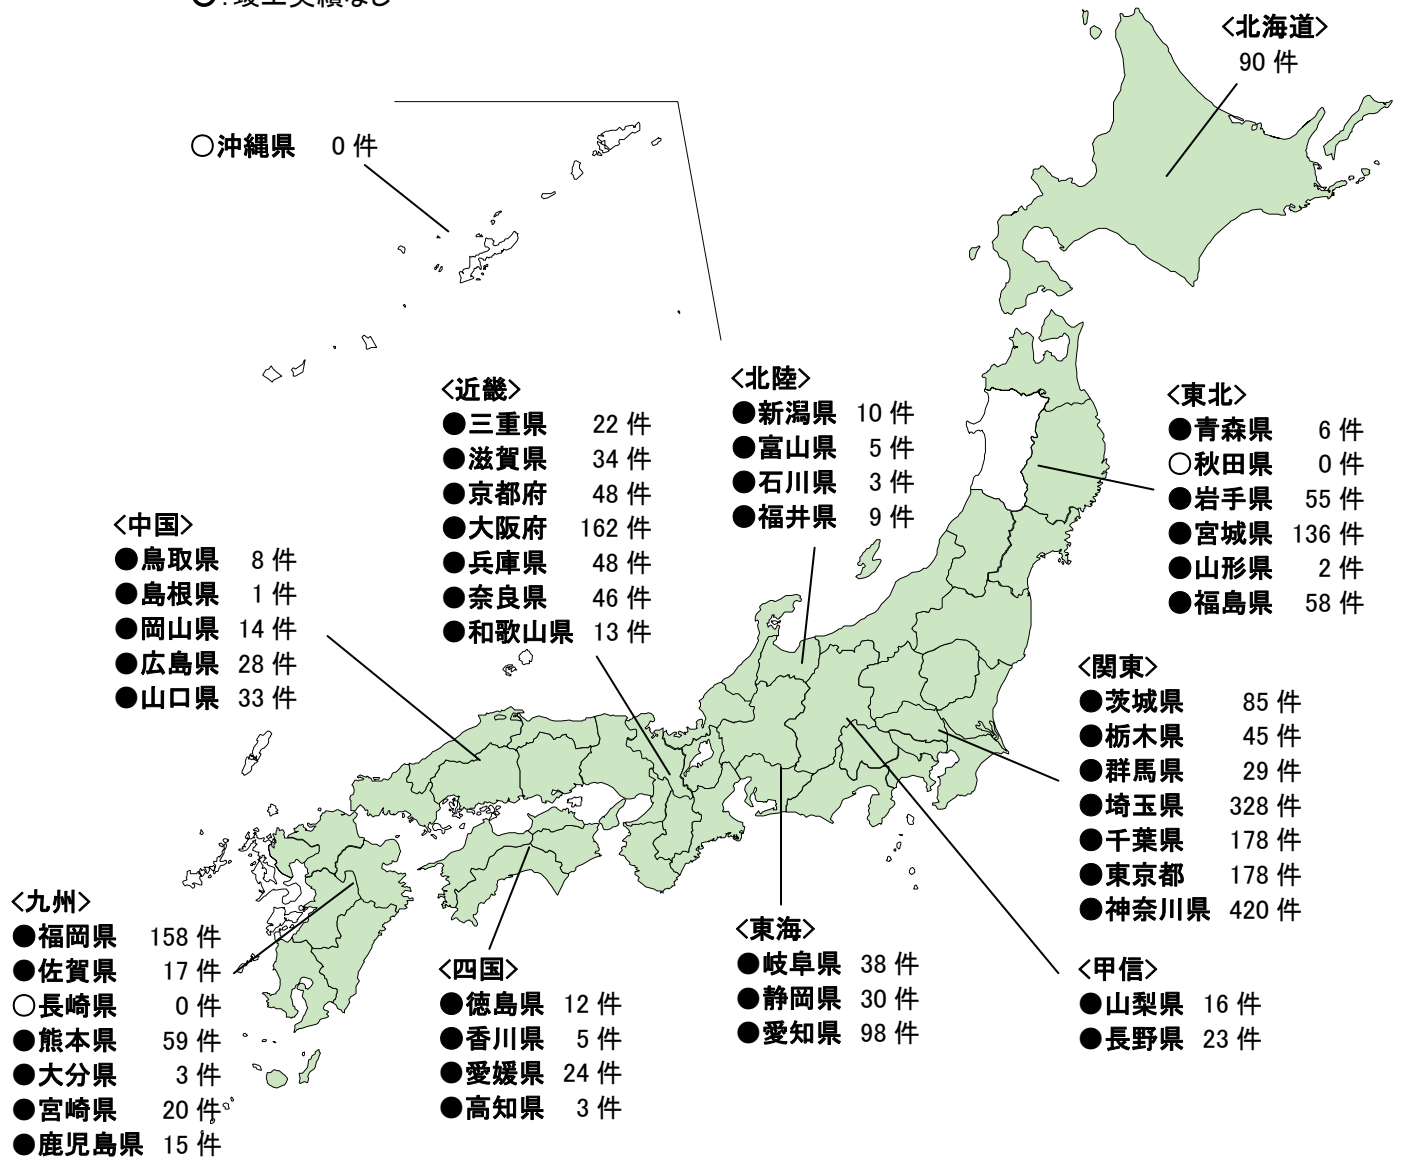 ○：竣工実績なし
<北海道>
90 件
○沖縄県 0 件
<近畿>
●三重県 22 件
●滋賀県 34 件
●京都府 48 件
●大阪府 162 件
●兵庫県 48 件
●奈良県 46 件
●和歌山県 13 件
<北陸>
●新潟県 10 件
●富山県 5 件
●石川県 3 件
●福井県 9 件
<東北>
●青森県 6 件
○秋田県 0 件
●岩手県 55 件
●宮城県 136 件
●山形県 2 件
●福島県 58 件
<中国>
●鳥取県 8 件
●島根県 1 件
●岡山県 14 件
●広島県 28 件
●山口県 33 件
<関東>
●茨城県 85 件
●栃木県 45 件
●群馬県 29 件
●埼玉県 328 件
●千葉県 178 件
●東京都 178 件
●神奈川県 420 件
<九州>
●福岡県 158 件
●佐賀県 17 件
○長崎県 0 件
●熊本県 59 件
●大分県 3 件
●宮崎県 20 件
●鹿児島県 15 件
<四国>
●徳島県 12 件
●香川県 5 件
●愛媛県 24 件
●高知県 3 件
<東海>
●岐阜県 38 件
●静岡県 30 件
●愛知県 98 件
<甲信>
●山梨県 16 件
●長野県 23 件